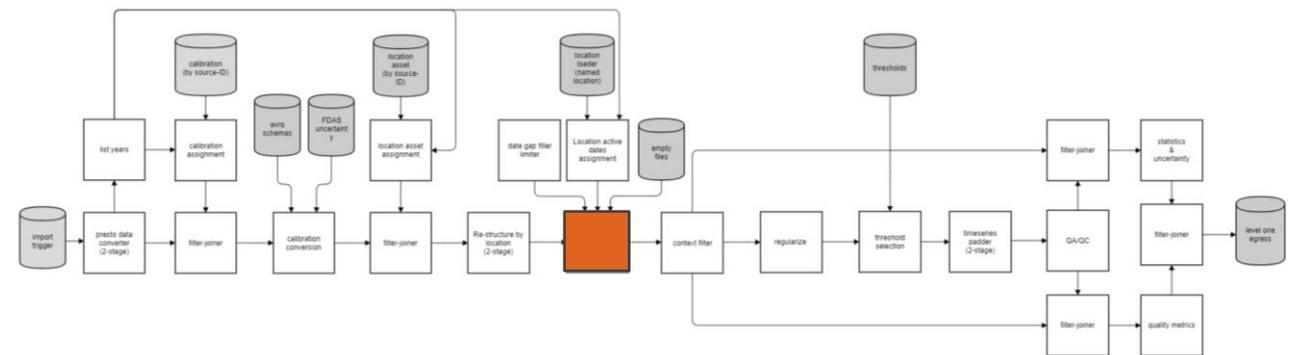 calibration
(by source-ID)
location
asset
(by source-
ID)
location
loader
(named
location)
thresholds
avro
schemas
FDAS
uncertaint
y
list years
calibration
assignment
location asset
assignment
date gap filler
limiter
Location active
dates
assignment
empty
files
filter-joiner
statistics
&
uncertainty
import
trigger
presto data
converter
(2-stage)
filter-joiner
calibration
conversion
filter-joiner
Re-structure by
location
(2-stage)
context filter
regularize
threshold
selection
timeseries
padder
(2-stage)
QA/QC
filter-joiner
level one
egress
filter-joiner
quality metrics